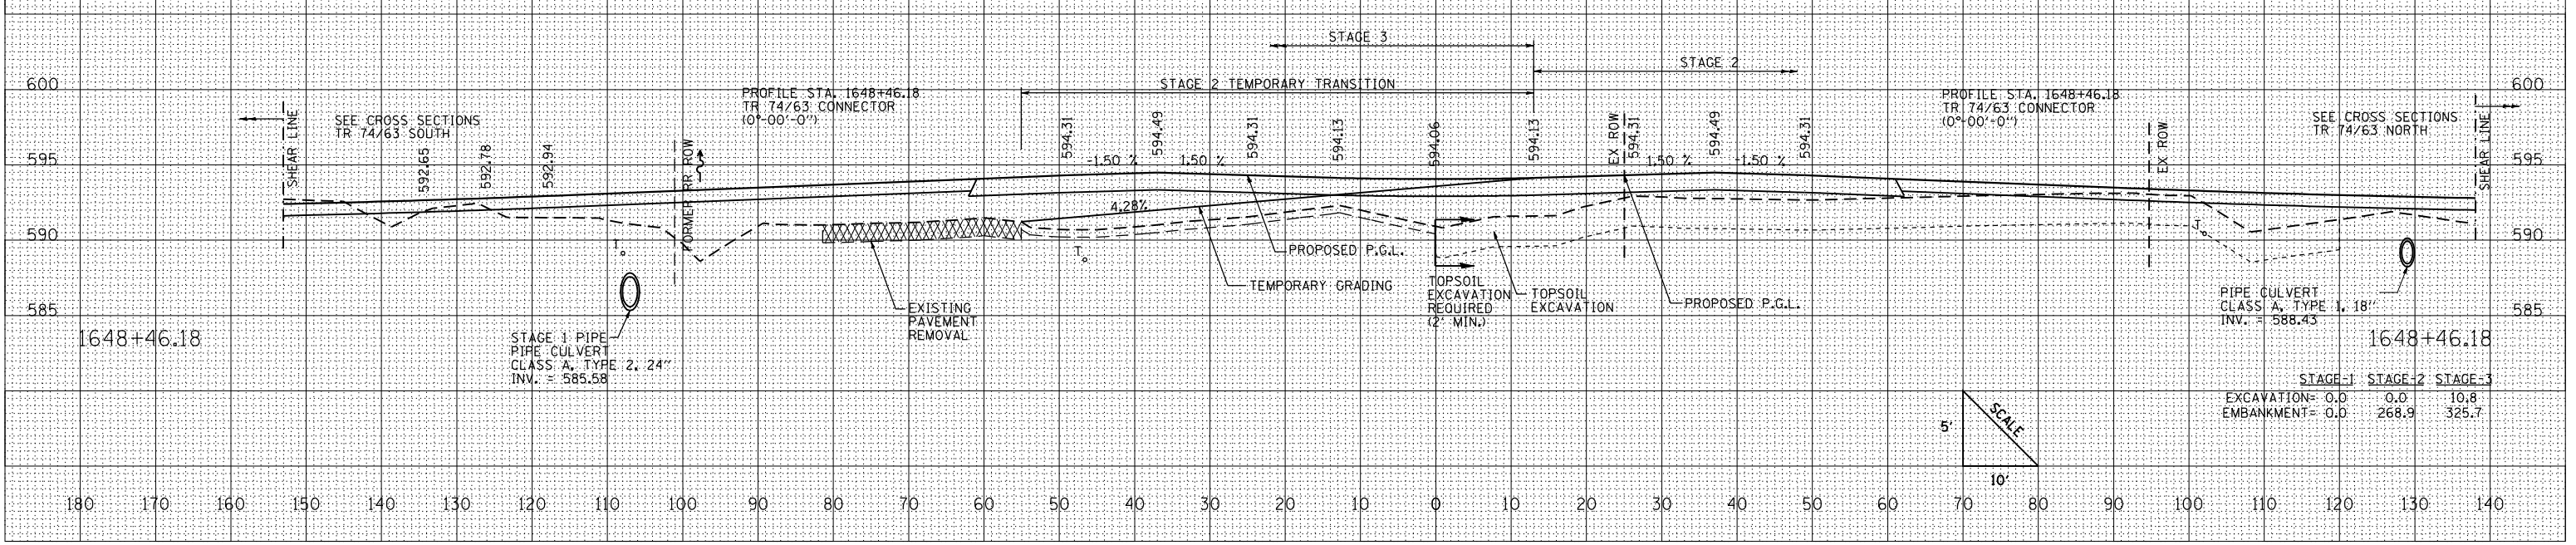 STAGE 3
STAGE 2
STAGE 2 TEMPORARY TRANSITION
600
600
SHEAR LINE
SEE CROSS SECTIONS
TR 74/63 SOUTH
592.65
592.78
592.94
FORMER RR ROW
PROFILE STA. 1648+46.18
TR 74/63 CONNECTOR
(0°-00'-0")
594.31
594.49
594.31
594.13
594.06
594.13
EX ROW
594.31
594.49
594.31
PROFILE STA. 1648+46.18
TR 74/63 CONNECTOR
(0°-00'-0")
EX ROW
SEE CROSS SECTIONS
TR 74/63 NORTH
SHEAR LINE
595
-1.50 %
1.50 %
1.50 %
-1.50 %
595
4.28%
590
To
To
To
590
PROPOSED P.G.L.
TEMPORARY GRADING
EXISTING
PAVEMENT
REMOVAL
TOPSOIL
EXCAVATION
REQUIRED
(2' MIN.)
TOPSOIL
EXCAVATION
PROPOSED P.G.L.
PIPE CULVERT
CLASS A, TYPE 1, 18"
INV. = 588.43
585
585
1648+46.18
STAGE 1 PIPE
PIPE CULVERT
CLASS A, TYPE 2, 24"
INV. = 585.58
1648+46.18
STAGE-1 STAGE-2 STAGE-3
EXCAVATION= 0.0 0.0 10.8
EMBANKMENT= 0.0 268.9 325.7
5'
SCALE
10'
180 170 160 150 140 130 120 110 100 90 80 70 60 50 40 30 20 10 0 10 20 30 40 50 60 70 80 90 100 110 120 130 140